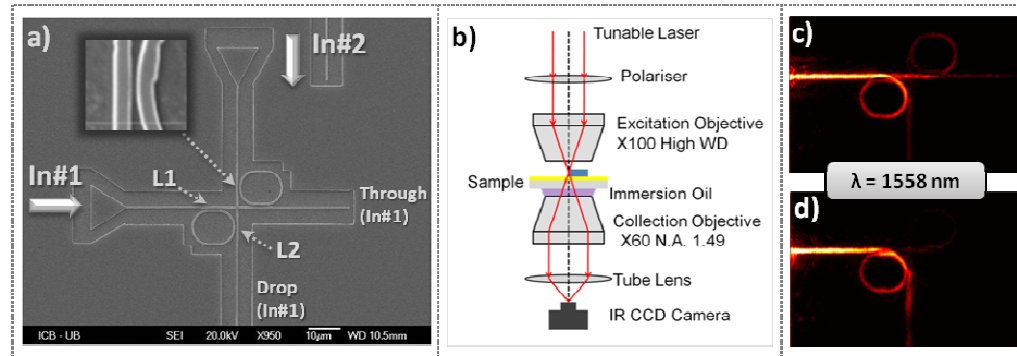 a)
In#2
In#1
L1
L2
Through
(In#1)
Drop
(In#1)
ICB - UB SEI 20.0kV X950 10µm WD 10.5mm
b)
Tunable Laser
Polariser
Excitation Objective
X100 High WD
Sample
Immersion Oil
Collection Objective
X60 N.A. 1.49
Tube Lens
IR CCD Camera
c)
λ = 1558 nm
d)